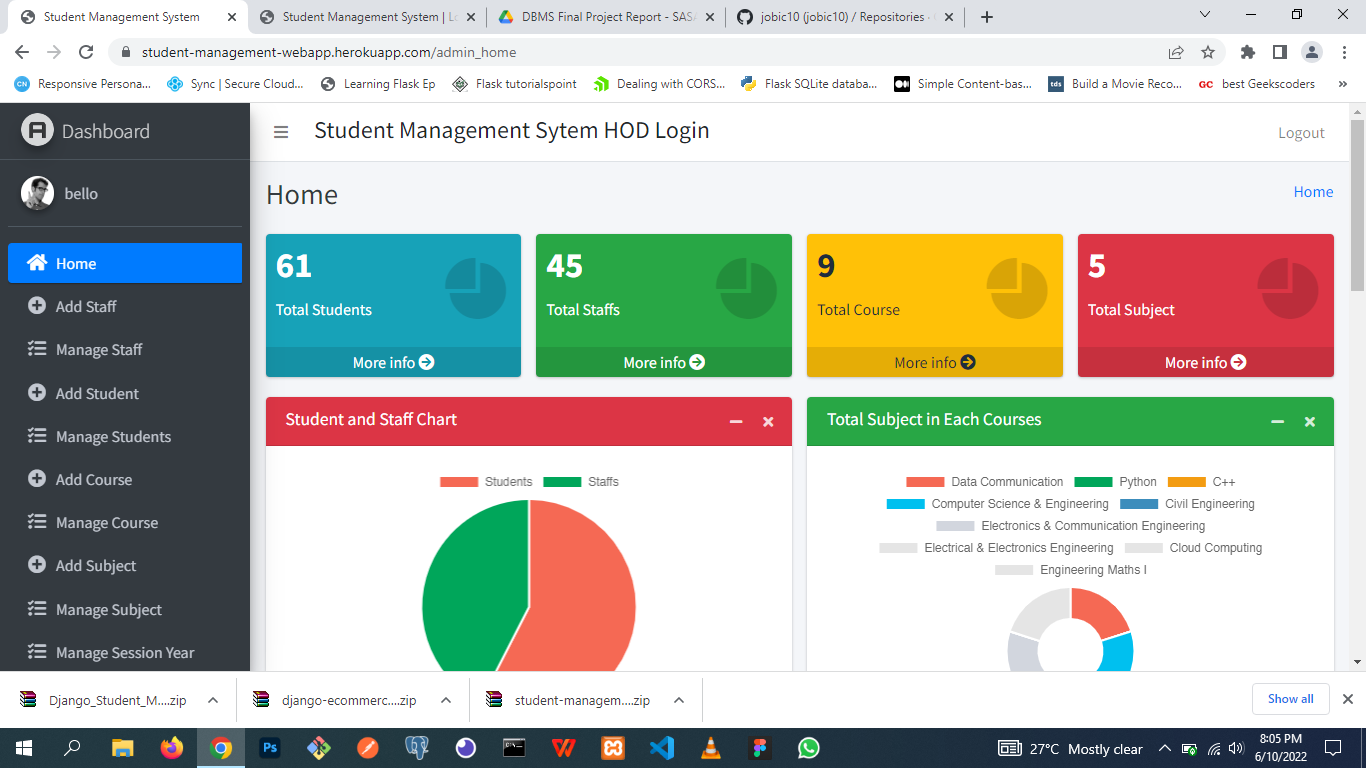 Student Management System
Student Management System | Lo
DBMS Final Project Report - SASA
jobic10 (jobic10) / Repositories ·
student-management-webapp.herokuapp.com/admin_home
CN Responsive Persona...
Sync | Secure Cloud...
Learning Flask Ep
Flask tutorialspoint
Dealing with CORS...
Flask SQLite databa...
Simple Content-bas...
tds Build a Movie Reco...
GC best Geekscoders
»
Dashboard
Student Management Sytem HOD Login
Logout
bello
Home
Home
Home
Add Staff
Manage Staff
Add Student
Manage Students
Add Course
Manage Course
Add Subject
Manage Subject
Manage Session Year
61
Total Students
More info
45
Total Staffs
More info
9
Total Course
More info
5
Total Subject
More info
Student and Staff Chart
Students Staffs
Total Subject in Each Courses
Data Communication Python C++
Computer Science & Engineering Civil Engineering
Electronics & Communication Engineering
Electrical & Electronics Engineering Cloud Computing
Engineering Maths I
Django_Student_M....zip
django-ecommerc....zip
student-managem....zip
Show all
Ps
27°C Mostly clear
8:05 PM
6/10/2022